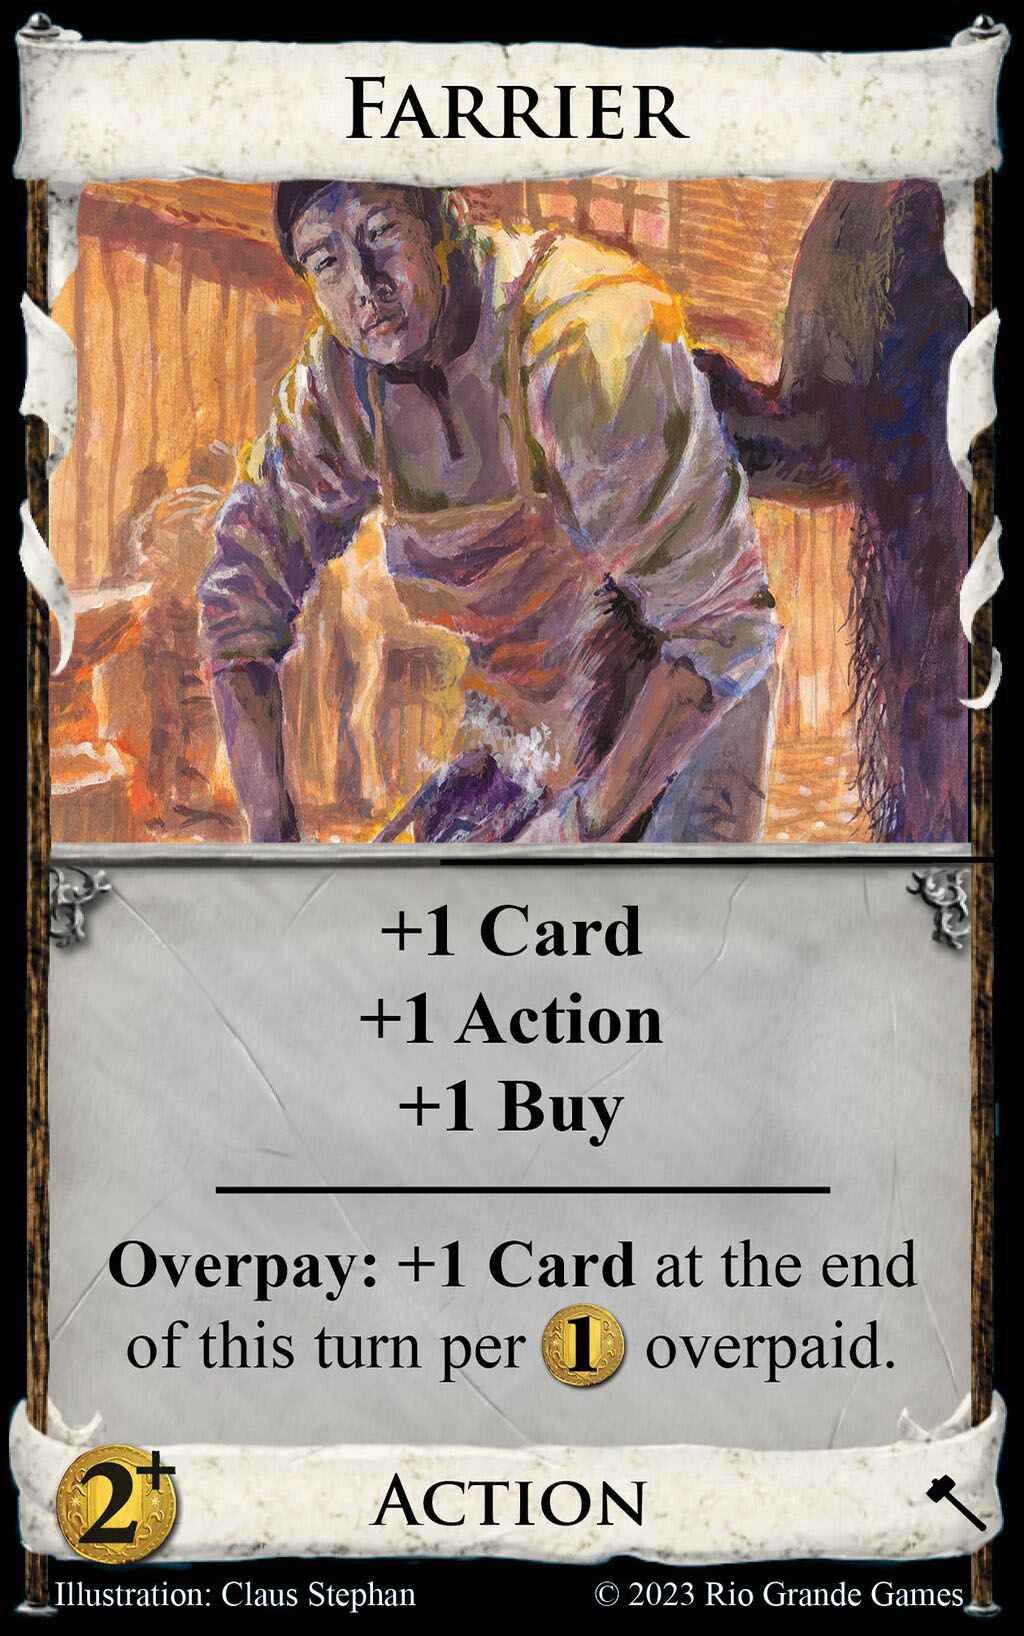 FARRIER
+1 Card
+1 Action
+1 Buy
Overpay: +1 Card at the end
of this turn per 1 overpaid.
2+ ACTION
Illustration: Claus Stephan © 2023 Rio Grande Games